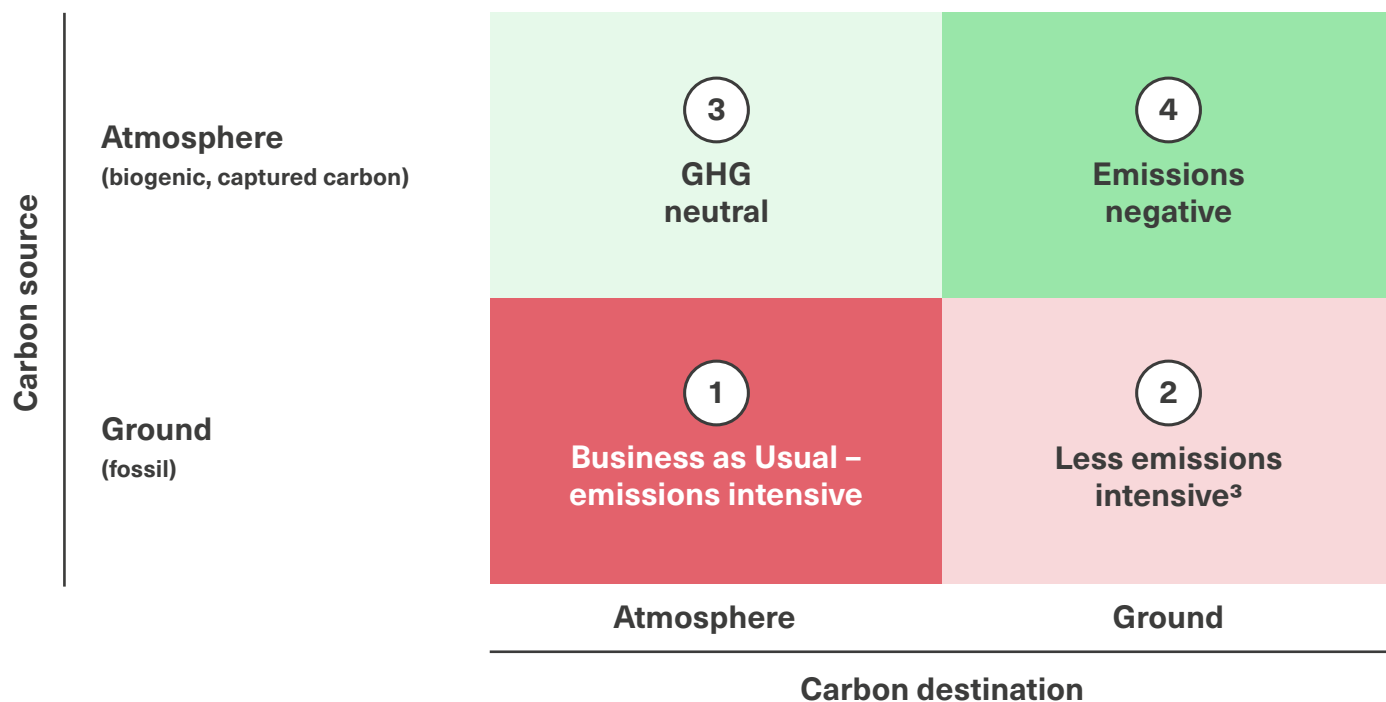 Carbon source
Atmosphere
(biogenic, captured carbon)
3
GHG
neutral
4
Emissions
negative
Ground
(fossil)
1
Business as Usual –
emissions intensive
2
Less emissions
intensive³
Atmosphere
Ground
Carbon destination